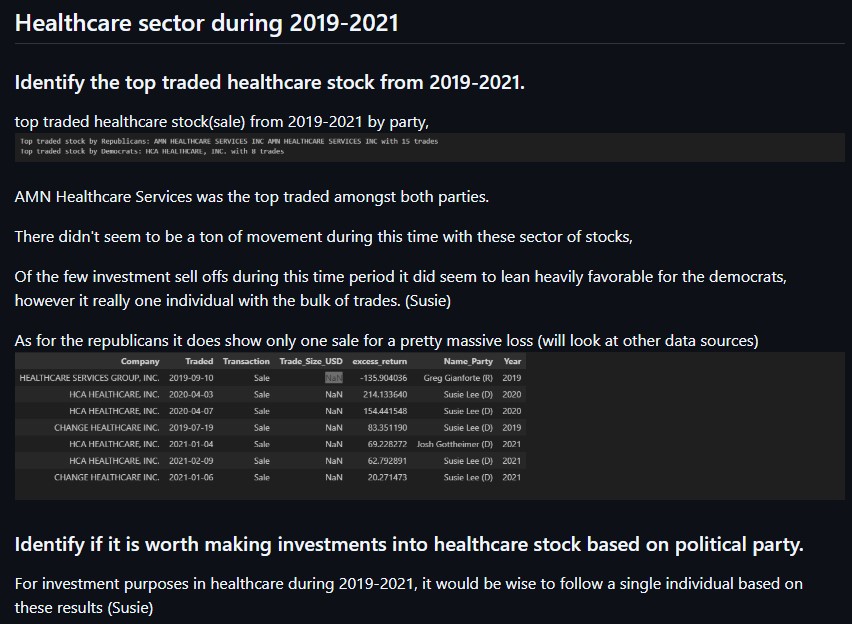 Healthcare sector during 2019-2021
Identify the top traded healthcare stock from 2019-2021.
top traded healthcare stock(sale) from 2019-2021 by party,
Top traded stock by Republicans: AMN HEALTHCARE SERVICES INC AMN HEALTHCARE SERVICES INC with 15 trades
Top traded stock by Democrats: HCA HEALTHCARE, INC. with 8 trades
AMN Healthcare Services was the top traded amongst both parties.
There didn't seem to be a ton of movement during this time with these sector of stocks,
Of the few investment sell offs during this time period it did seem to lean heavily favorable for the democrats,
however it really one individual with the bulk of trades. (Susie)
As for the republicans it does show only one sale for a pretty massive loss (will look at other data sources)
Company Traded Transaction Trade_Size_USD excess_return Name_Party Year
HEALTHCARE SERVICES GROUP, INC. 2019-09-10 Sale NaN -135.904036 Greg Gianforte (R) 2019
HCA HEALTHCARE, INC. 2020-04-03 Sale NaN 214.133640 Susie Lee (D) 2020
HCA HEALTHCARE, INC. 2020-04-07 Sale NaN 154.441548 Susie Lee (D) 2020
CHANGE HEALTHCARE INC. 2019-07-19 Sale NaN 83.351190 Susie Lee (D) 2019
HCA HEALTHCARE, INC. 2021-01-04 Sale NaN 69.228272 Josh Gottheimer (D) 2021
HCA HEALTHCARE, INC. 2021-02-09 Sale NaN 62.792891 Susie Lee (D) 2021
CHANGE HEALTHCARE INC. 2021-01-06 Sale NaN 20.271473 Susie Lee (D) 2021
Identify if it is worth making investments into healthcare stock based on political party.
For investment purposes in healthcare during 2019-2021, it would be wise to follow a single individual based on
these results (Susie)